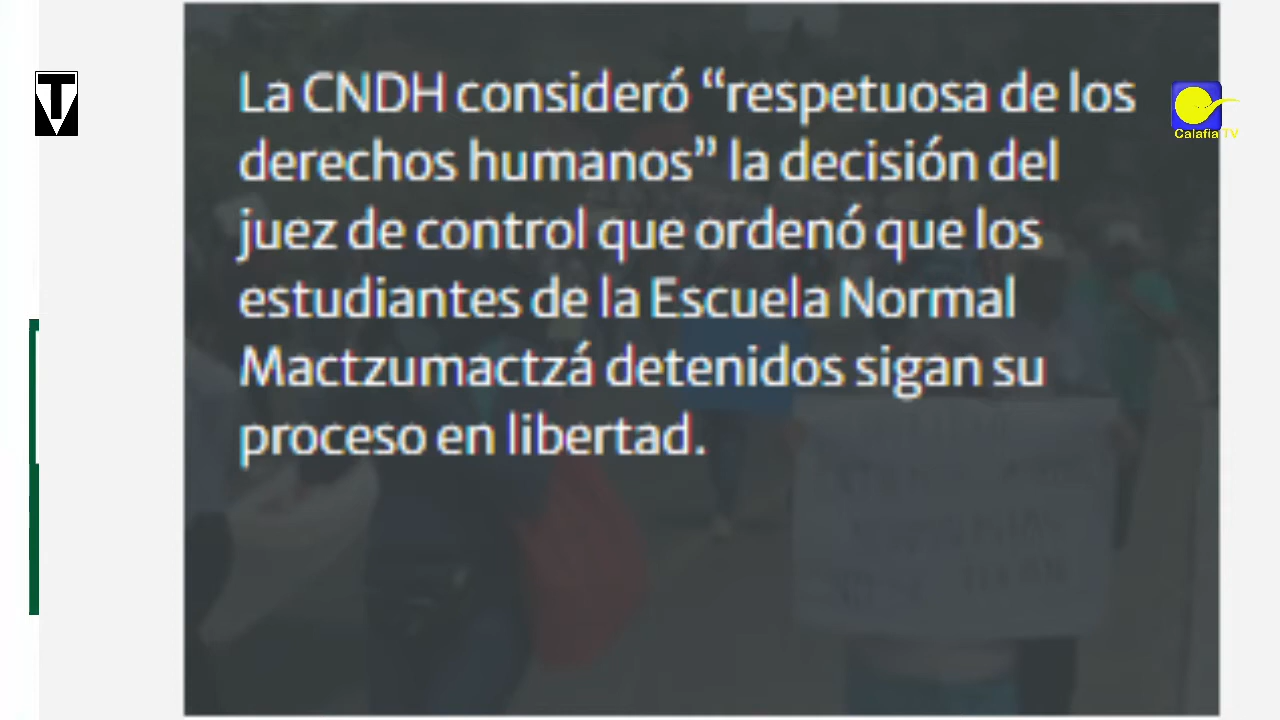 La CNDH consideró “respetuosa de los
derechos humanos” la decisión del
juez de control que ordenó que los
estudiantes de la Escuela Normal
Mactzumactzá detenidos sigan su
proceso en libertad.
T
Calafia TV